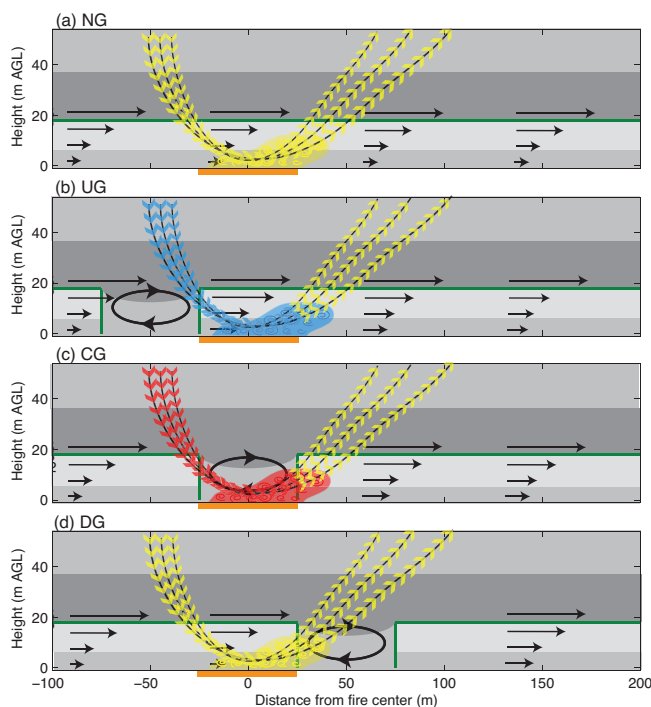 (a) NG
Height (m AGL)
40
20
0
(b) UG
Height (m AGL)
40
20
0
(c) CG
Height (m AGL)
40
20
0
(d) DG
Height (m AGL)
40
20
0
−100 −50 0 50 100 150 200
Distance from fire center (m)